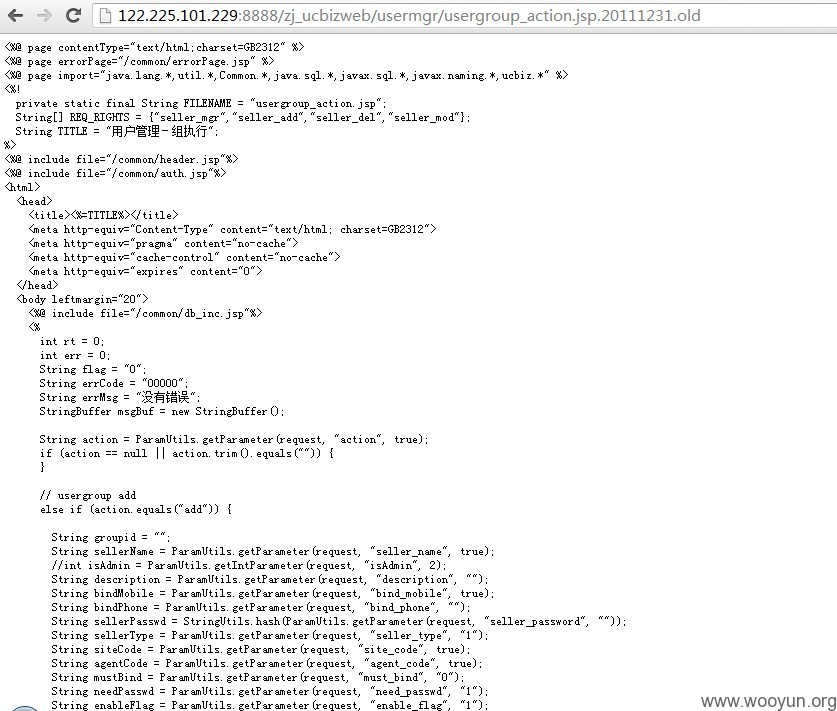 122.225.101.229:8888/zj_ucbizweb/usermgr/usergroup_action.jsp.20111231.old
<%@ page contentType="text/html;charset=GB2312" %>
<%@ page errorPage="/common/errorPage.jsp" %>
<%@ page import="java.lang.*,util.*,Common.*,java.sql.*,javax.sql.*,javax.naming.*,ucbiz.*" %>
<%!
  private static final String FILENAME = "usergroup_action.jsp";
  String[] REQ_RIGHTS = {"seller_mgr","seller_add","seller_del","seller_mod"};
  String TITLE = "用户管理－组执行";
%>
<%@ include file="/common/header.jsp"%>
<%@ include file="/common/auth.jsp"%>
<html>
  <head>
    <title><%=TITLE%></title>
    <meta http-equiv="Content-Type" content="text/html; charset=GB2312">
    <meta http-equiv="pragma" content="no-cache">
    <meta http-equiv="cache-control" content="no-cache">
    <meta http-equiv="expires" content="0">
  </head>
  <body leftmargin="20">
    <%@ include file="/common/db_inc.jsp"%>
    <%
      int rt = 0;
      int err = 0;
      String flag = "0";
      String errCode = "00000";
      String errMsg = "没有错误";
      StringBuffer msgBuf = new StringBuffer();
      String action = ParamUtils.getParameter(request, "action", true);
      if (action == null || action.trim().equals("")) {
      }
      // usergroup add
      else if (action.equals("add")) {
        String groupid = "";
        String sellerName = ParamUtils.getParameter(request, "seller_name", true);
        //int isAdmin = ParamUtils.getIntParameter(request, "isAdmin", 2);
        String description = ParamUtils.getParameter(request, "description", "");
        String bindMobile = ParamUtils.getParameter(request, "bind_mobile", true);
        String bindPhone = ParamUtils.getParameter(request, "bind_phone", "");
        String sellerPasswd = StringUtils.hash(ParamUtils.getParameter(request, "seller_password", ""));
        String sellerType = ParamUtils.getParameter(request, "seller_type", "1");
        String siteCode = ParamUtils.getParameter(request, "site_code", true);
        String agentCode = ParamUtils.getParameter(request, "agent_code", true);
        String mustBind = ParamUtils.getParameter(request, "must_bind", "0");
        String needPasswd = ParamUtils.getParameter(request, "need_passwd", "1");
        String enableFlag = ParamUtils.getParameter(request, "enable_flag", "1");
www.wooyun.org